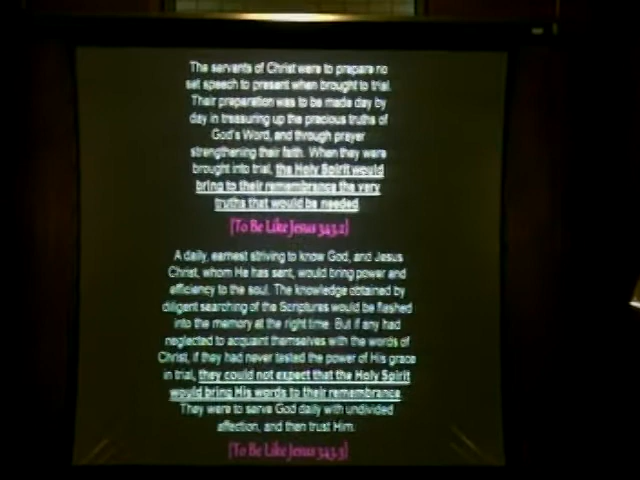 The servants of Christ were to prepare no
set speech to present when brought to trial.
Their preparation was to be made day by
day in treasuring up the precious truths of
God's Word, and through prayer
strengthening their faith. When they were
brought into trial, the Holy Spirit would
bring to their remembrance the very
truths that would be needed.
[To Be Like Jesus 343.2]
A daily, earnest striving to know God, and Jesus
Christ, whom He has sent, would bring power and
efficiency to the soul. The knowledge obtained by
diligent searching of the Scriptures would be flashed
into the memory at the right time. But if any had
neglected to acquaint themselves with the words of
Christ, if they had never tested the power of His grace
in trial, they could not expect that the Holy Spirit
would bring His words to their remembrance.
They were to serve God daily with undivided
affection, and then trust Him.
[To Be Like Jesus 343.3]